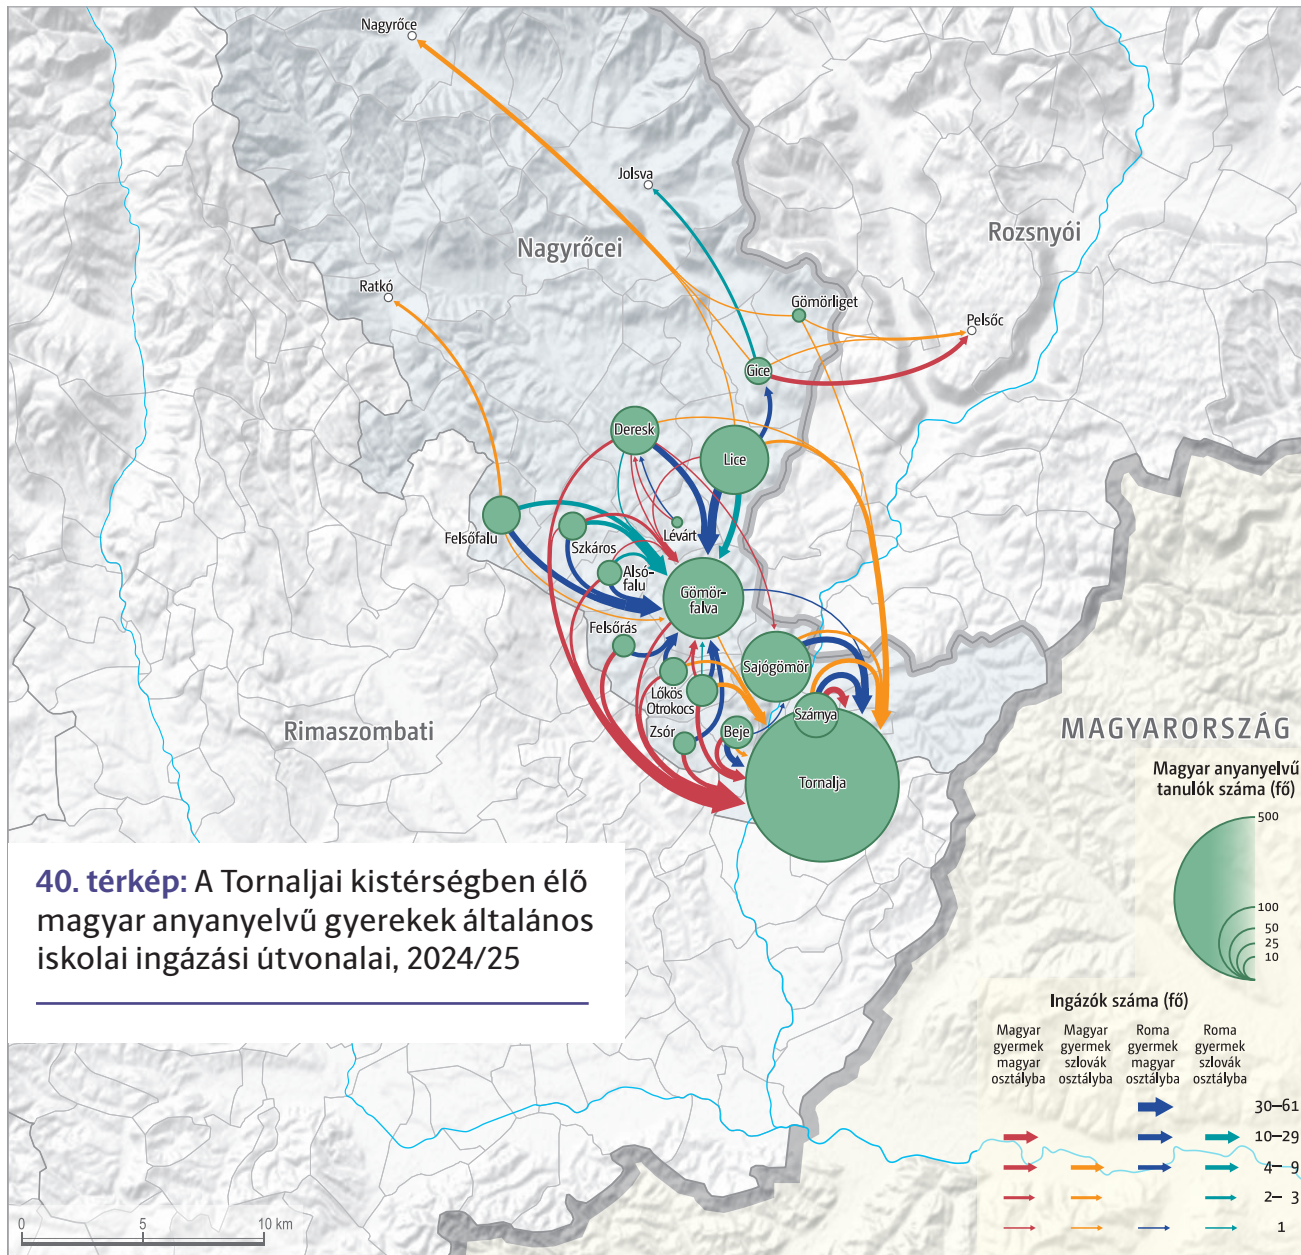 Nagyrőce
Jolsva
Rozsnyói
Nagyrőcei
Ratkó
Gömörliget
Pelsőc
Gice
Deresk
Lice
Felsőfalu
Szkáros
Lévárt
Alsó-
falu
Gömör-
falva
Felsőrás
Sajógömör
Lőkös
Otrokocs
Szárnya
Zsór
Beje
Rimaszombati
Tornalja
MAGYARORSZÁG
Magyar anyanyelvű
tanulók száma (fő)
500
100
50
25
10
40. térkép: A Tornaljai kistérségben élő
magyar anyanyelvű gyerekek általános
iskolai ingázási útvonalai, 2024/25
Ingázók száma (fő)
Magyar gyermek magyar osztályba
Magyar gyermek szlovák osztályba
Roma gyermek magyar osztályba
Roma gyermek szlovák osztályba
30–61
10–29
4– 9
2– 3
1
0 5 10 km